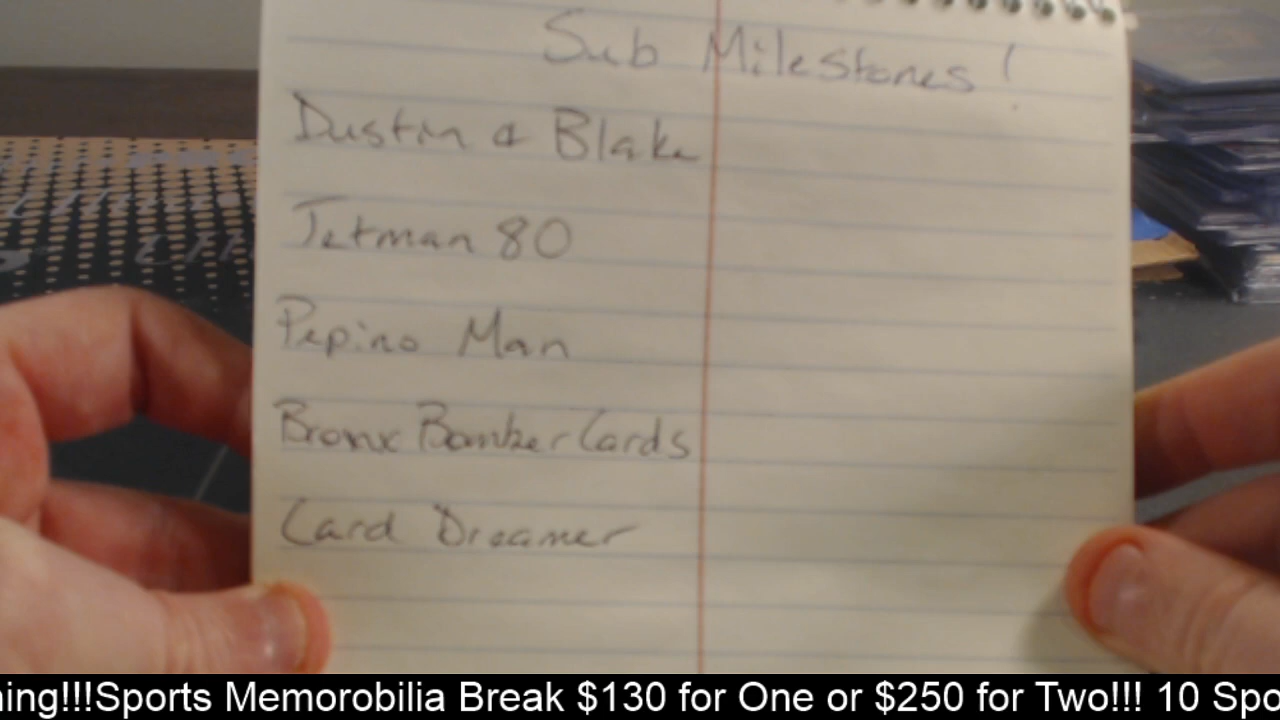 Sub Milestones!
Dustin & Blake
Jetman 80
Pepino Man
Bronx Bomber Cards
Card Dreamer
ning!!!Sports Memorobilia Break $130 for One or $250 for Two!!! 10 Spo